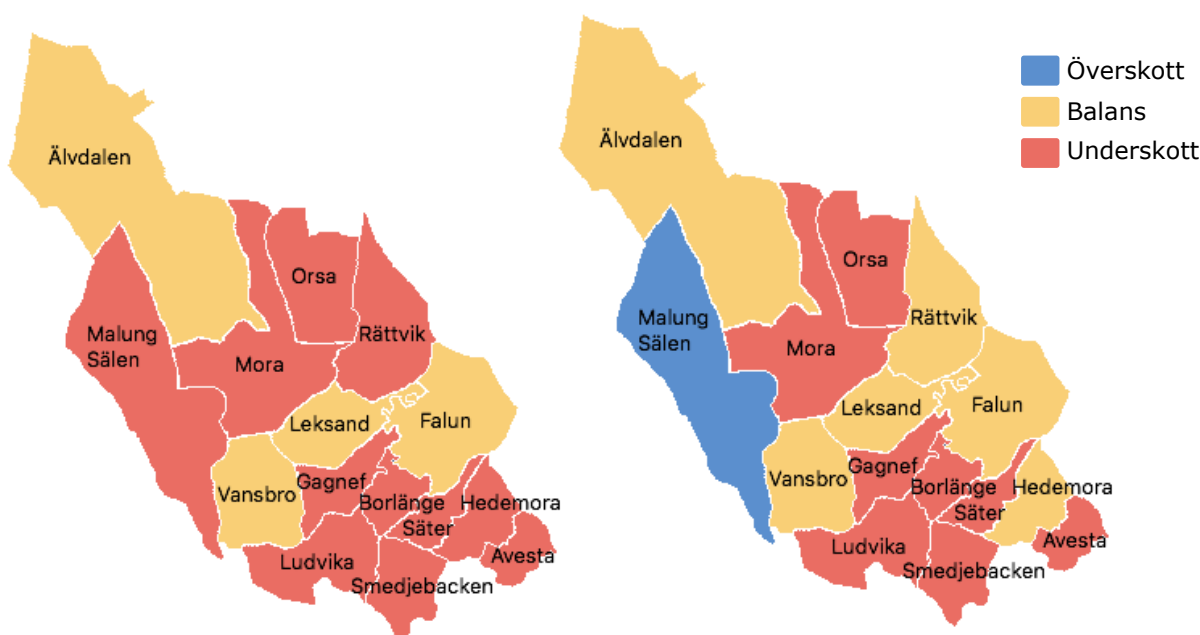 Älvdalen
Orsa
Malung
Sälen
Rättvik
Mora
Leksand
Falun
Gagnef
Vansbro
Borlänge
Hedemora
Säter
Avesta
Ludvika
Smedjebacken
Älvdalen
Orsa
Malung
Sälen
Rättvik
Mora
Leksand
Falun
Gagnef
Vansbro
Borlänge
Hedemora
Säter
Avesta
Ludvika
Smedjebacken
Överskott
Balans
Underskott